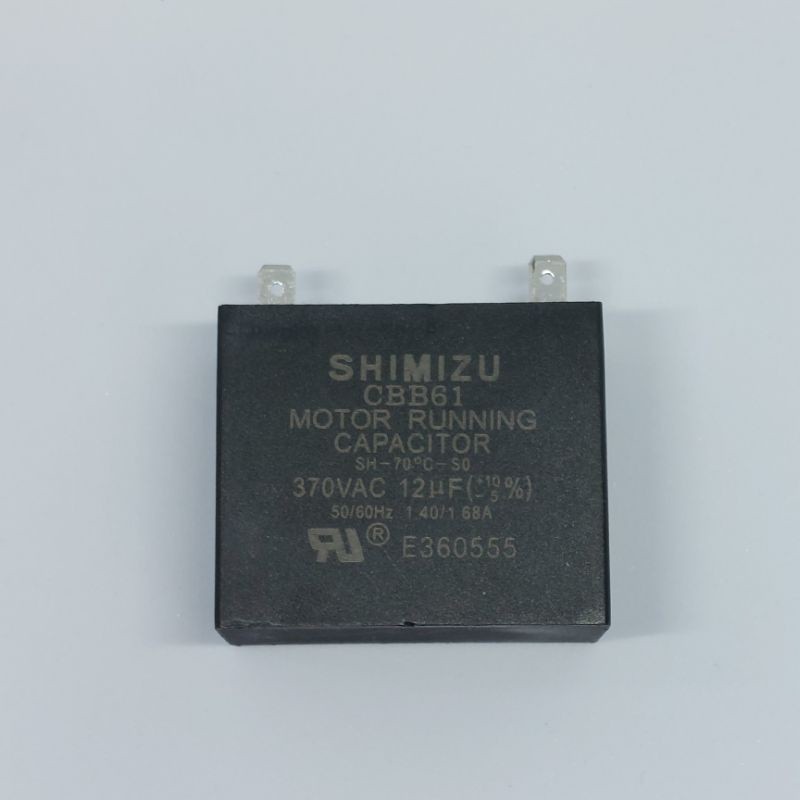 SHIMIZU
CBB61
MOTOR RUNNING
CAPACITOR
SH-70°C-S0
370VAC 12µF(+10-5%)
50/60Hz 1.40/1.68A
RU® E360555